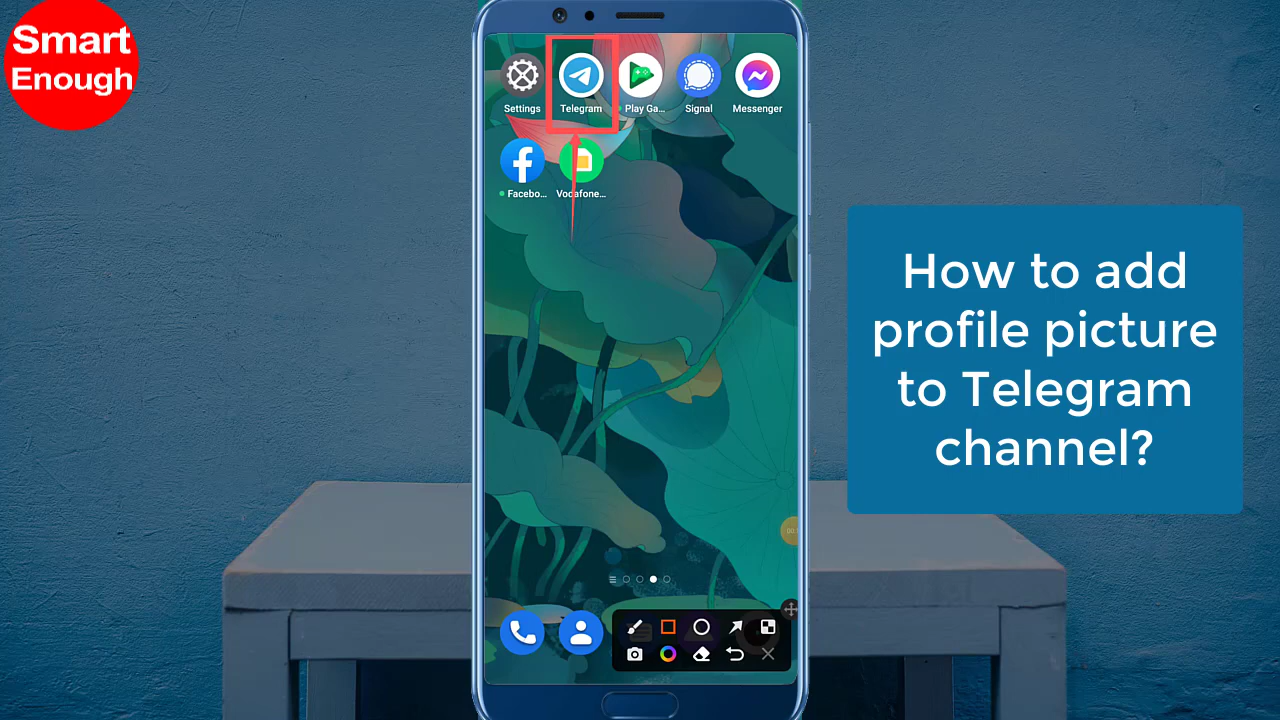 Smart
Enough
Settings
Telegram
Play Ga...
Signal
Messenger
Facebo...
Vodafone...
How to add
profile picture
to Telegram
channel?